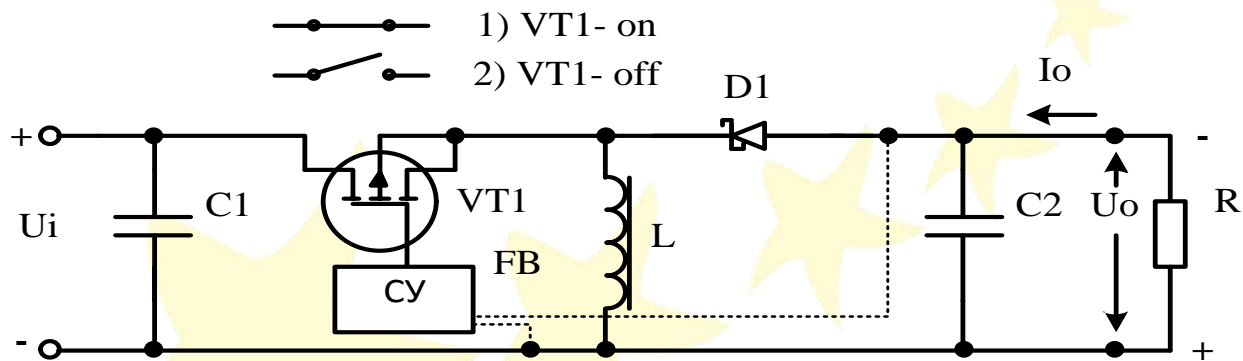 1) VT1- on
2) VT1- off
Io
D1
+
-
C1
VT1
C2
Uo
R
Ui
L
FB
СУ
-
+